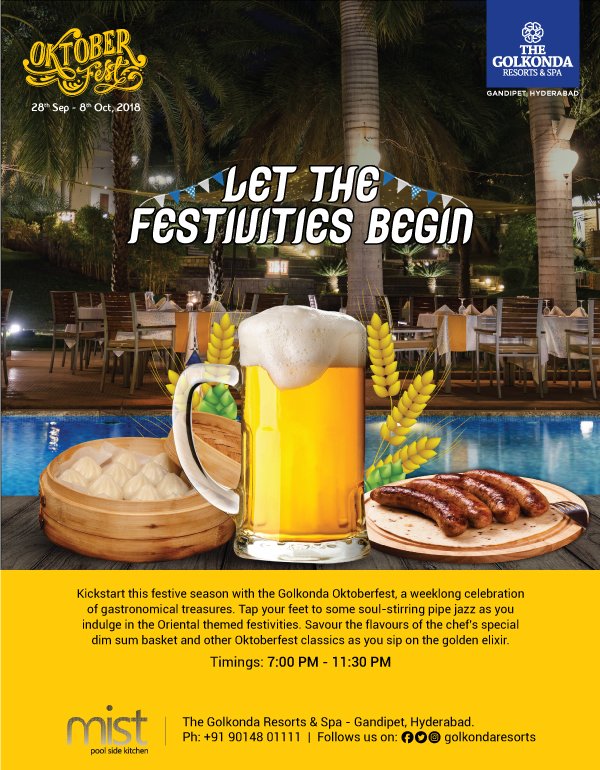 OKTOBER
Fest
28th Sep - 8th Oct, 2018
THE
GOLKONDA
RESORTS & SPA
GANDIPET, HYDERABAD
LET THE
FESTIVITIES BEGIN
Kickstart this festive season with the Golkonda Oktoberfest, a weeklong celebration
of gastronomical treasures. Tap your feet to some soul-stirring pipe jazz as you
indulge in the Oriental themed festivities. Savour the flavours of the chef's special
dim sum basket and other Oktoberfest classics as you sip on the golden elixir.
Timings: 7:00 PM - 11:30 PM
mist
pool side kitchen
The Golkonda Resorts & Spa - Gandipet, Hyderabad.
Ph: +91 90148 01111 | Follows us on: golkondaresorts